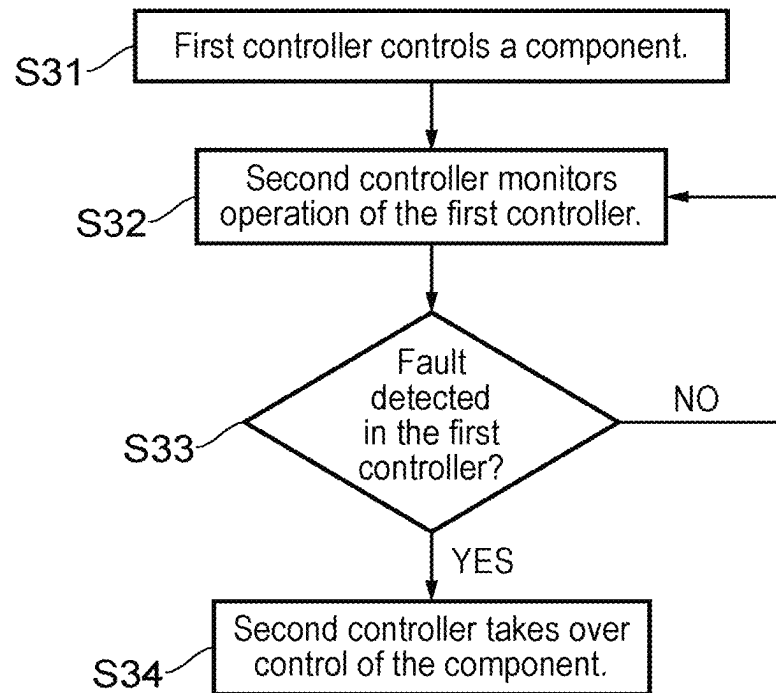 S31
First controller controls a component.
S32
Second controller monitors
operation of the first controller.
S33
Fault
detected
in the first
controller?
NO
YES
S34
Second controller takes over
control of the component.